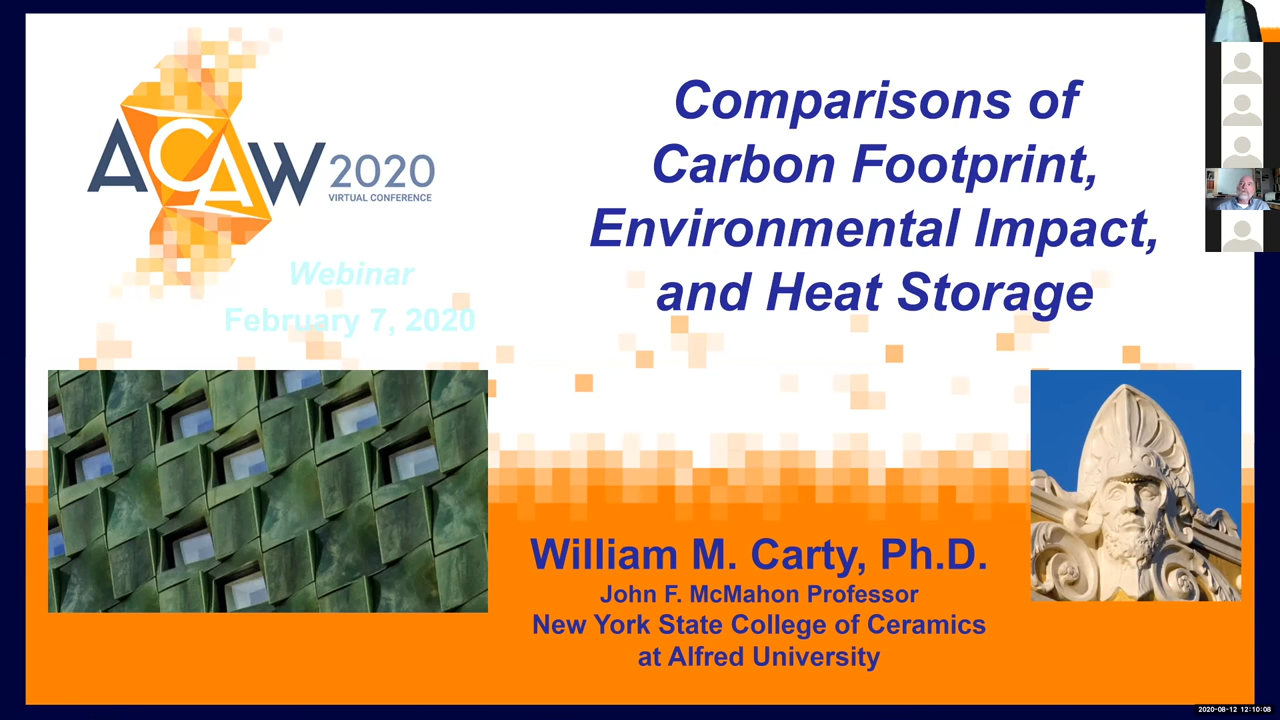 ACAW 2020
VIRTUAL CONFERENCE
Webinar
February 7, 2020
Comparisons of
Carbon Footprint,
Environmental Impact,
and Heat Storage
William M. Carty, Ph.D.
John F. McMahon Professor
New York State College of Ceramics
at Alfred University
2020-08-12 12:10:08